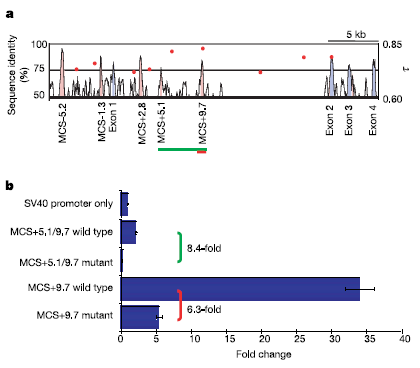 a
5 kb
100
75
50
Sequence identity
(%)
0.85
0.60
τ
MCS-5.2
MCS-1.3
Exon 1
MCS+2.8
MCS+5.1
MCS+9.7
Exon 2
Exon 3
Exon 4
b
SV40 promoter only
MCS+5,1/9.7 wild type
8.4-fold
MCS+5.1/9.7 mutant
MCS+9.7 wild type
6.3-fold
MCS+9.7 mutant
0 5 10 15 20 25 30 35 40
Fold change